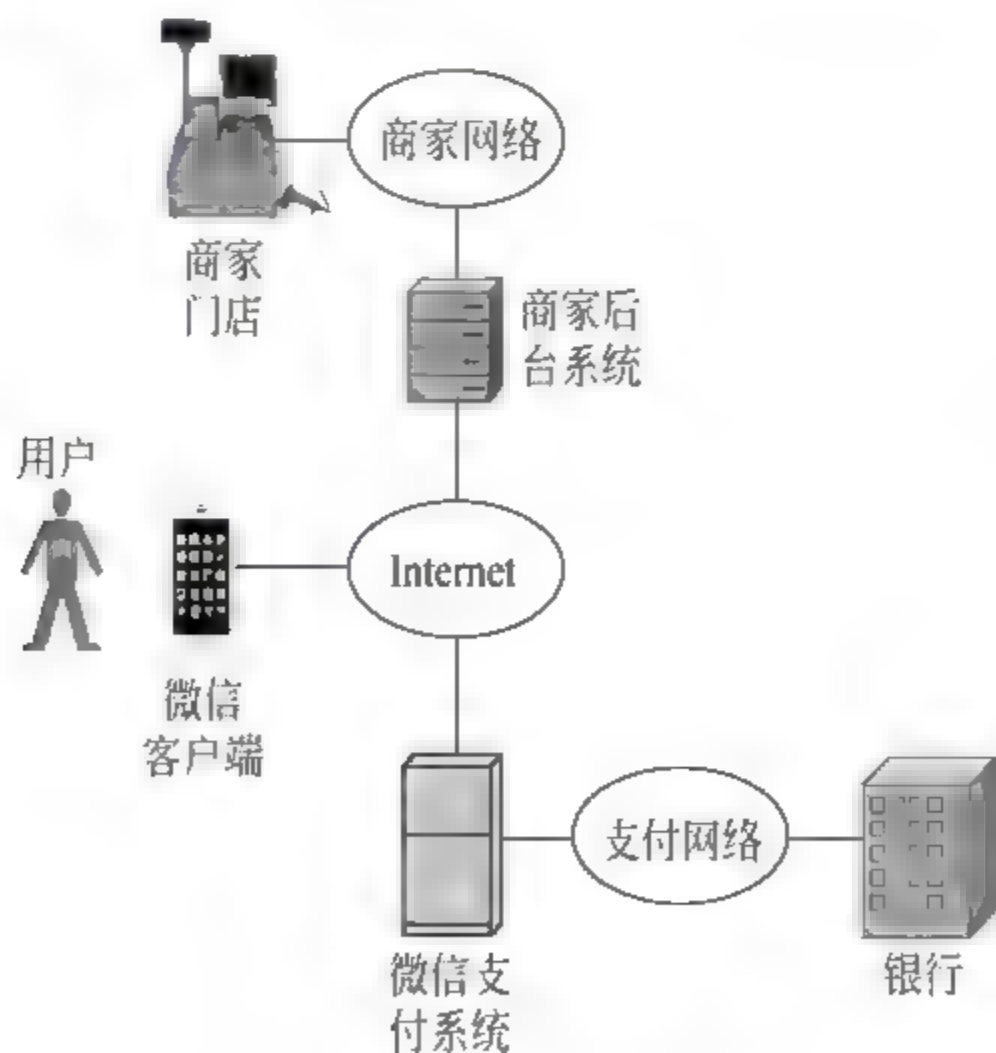 商家网络
商家
门店
商家后
台系统
用户
Internet
微信
客户端
支付网络
微信支
付系统
银行